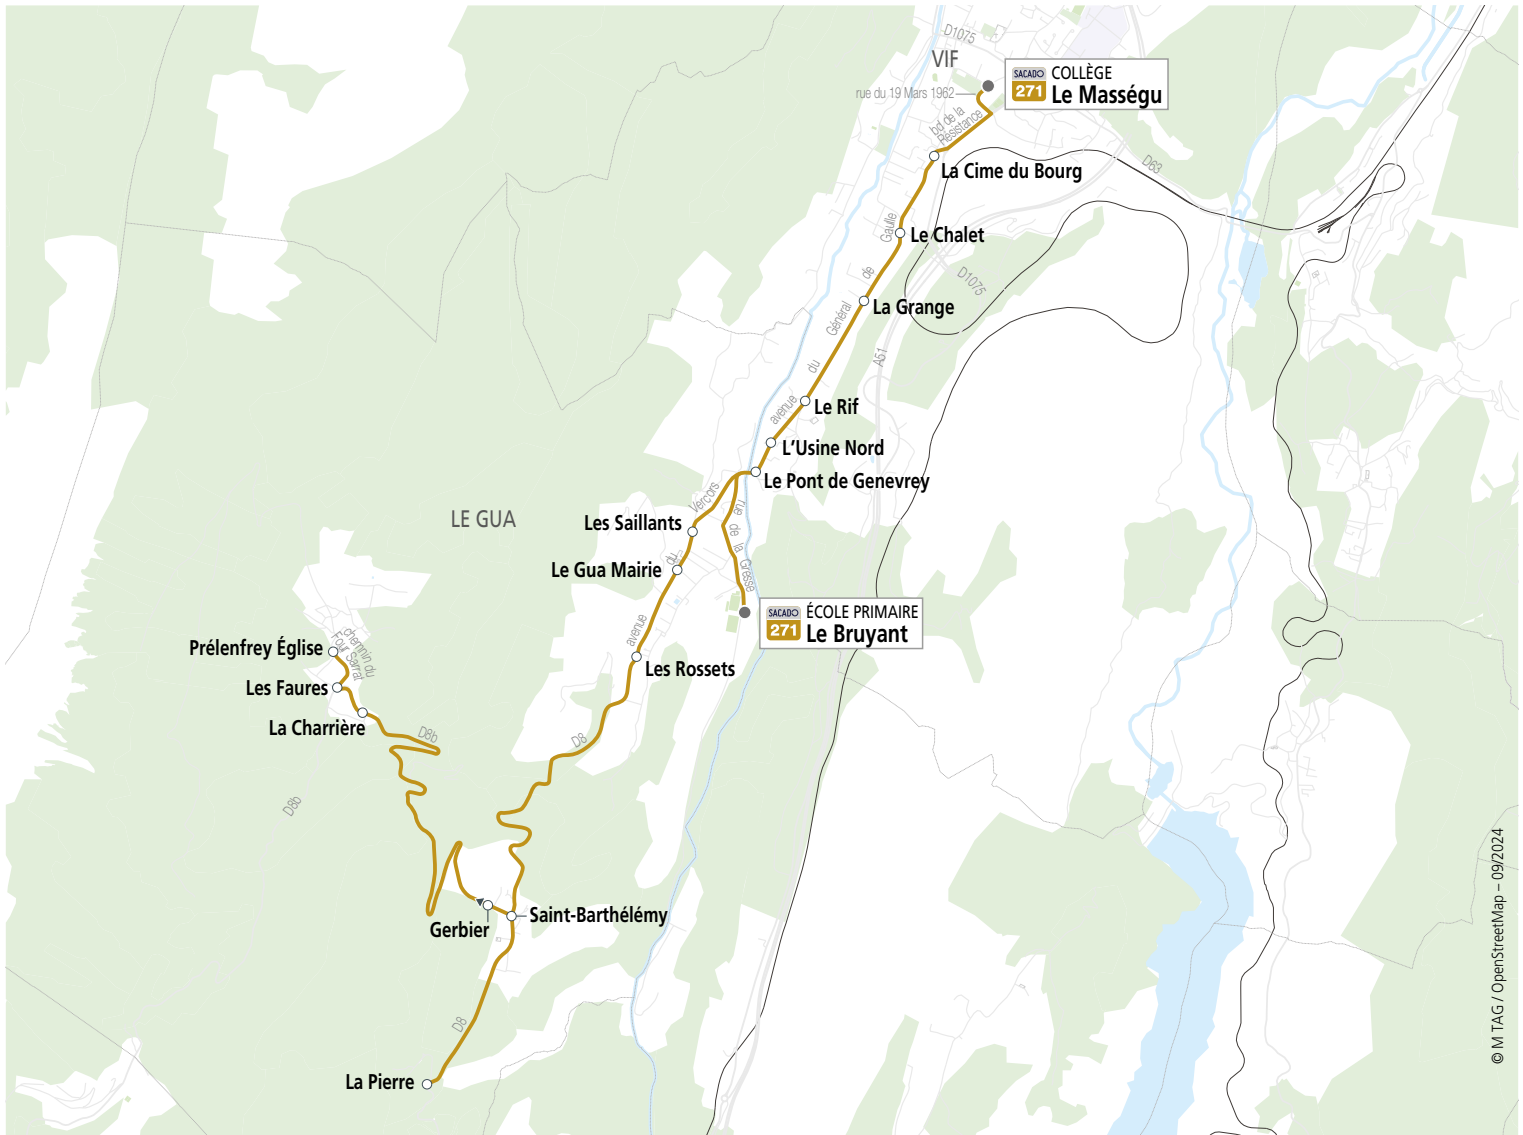 D1075
VIF
SACADO
271
COLLÈGE
Le Masségu
rue du 19 Mars 1962
bd de la
Résistance
La Cime du Bourg
D63
Gaulle
Le Chalet
de
D1075
La Grange
Général
A51
du
Le Rif
avenue
L'Usine Nord
Le Pont de Genevrey
Vercors
rue de la Gresse
LE GUA
Les Saillants
du
Le Gua Mairie
SACADO
271
ÉCOLE PRIMAIRE
Le Bruyant
avenue
Prélenfrey Église
chemin du
Four Sarrat
Les Rossets
Les Faures
La Charrière
D8b
D8
D8b
Saint-Barthélémy
Gerbier
D8
La Pierre
© M TAG / OpenStreetMap – 09/2024